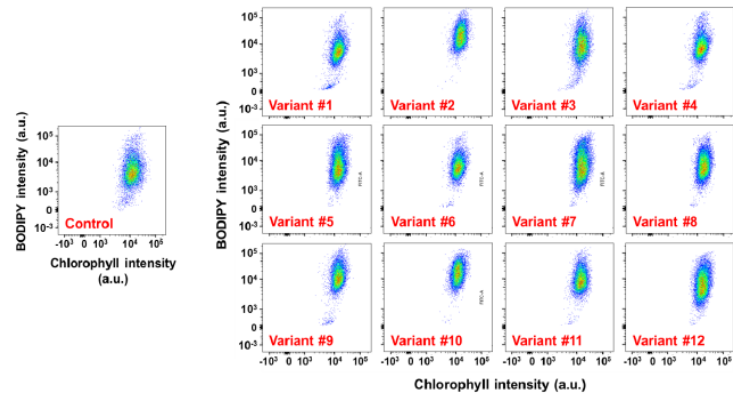 BODIPY intensity (a.u.)
10⁵
10⁴
10³
0
-10³
Control
-10³ 0 10³ 10⁴ 10⁵
Chlorophyll intensity
(a.u.)
BODIPY intensity (a.u.)
10⁵
10⁴
10³
0
-10³
Variant #1 Variant #2 Variant #3 Variant #4
10⁵
10⁴
10³
0
-10³
Variant #5 Variant #6 Variant #7 Variant #8
FITC-A FITC-A FITC-A
10⁵
10⁴
10³
0
-10³
Variant #9 Variant #10 Variant #11 Variant #12
FITC-A
-10³ 0 10³ 10⁴ 10⁵ -10³ 0 10³ 10⁴ 10⁵ -10³ 0 10³ 10⁴ 10⁵ -10³ 0 10³ 10⁴ 10⁵
Chlorophyll intensity (a.u.)